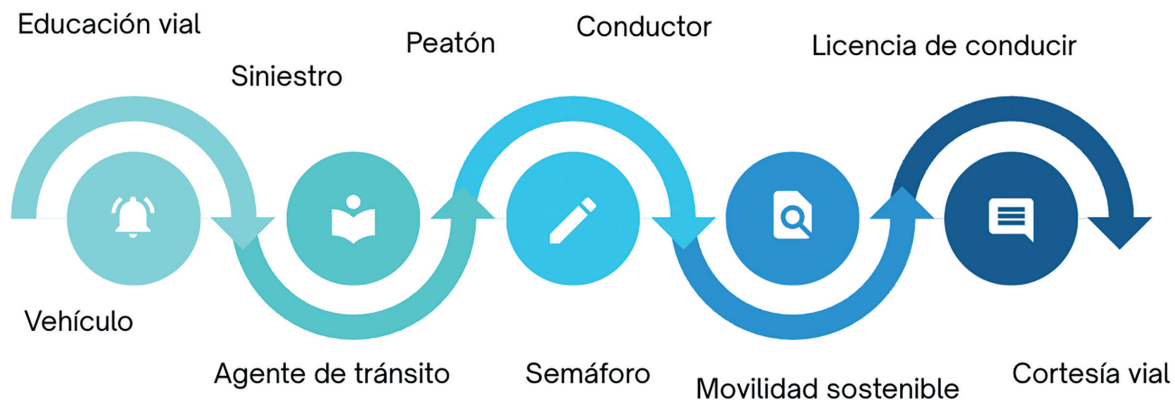 Educación vial
Siniestro
Peatón
Conductor
Licencia de conducir
Vehículo
Agente de tránsito
Semáforo
Movilidad sostenible
Cortesía vial